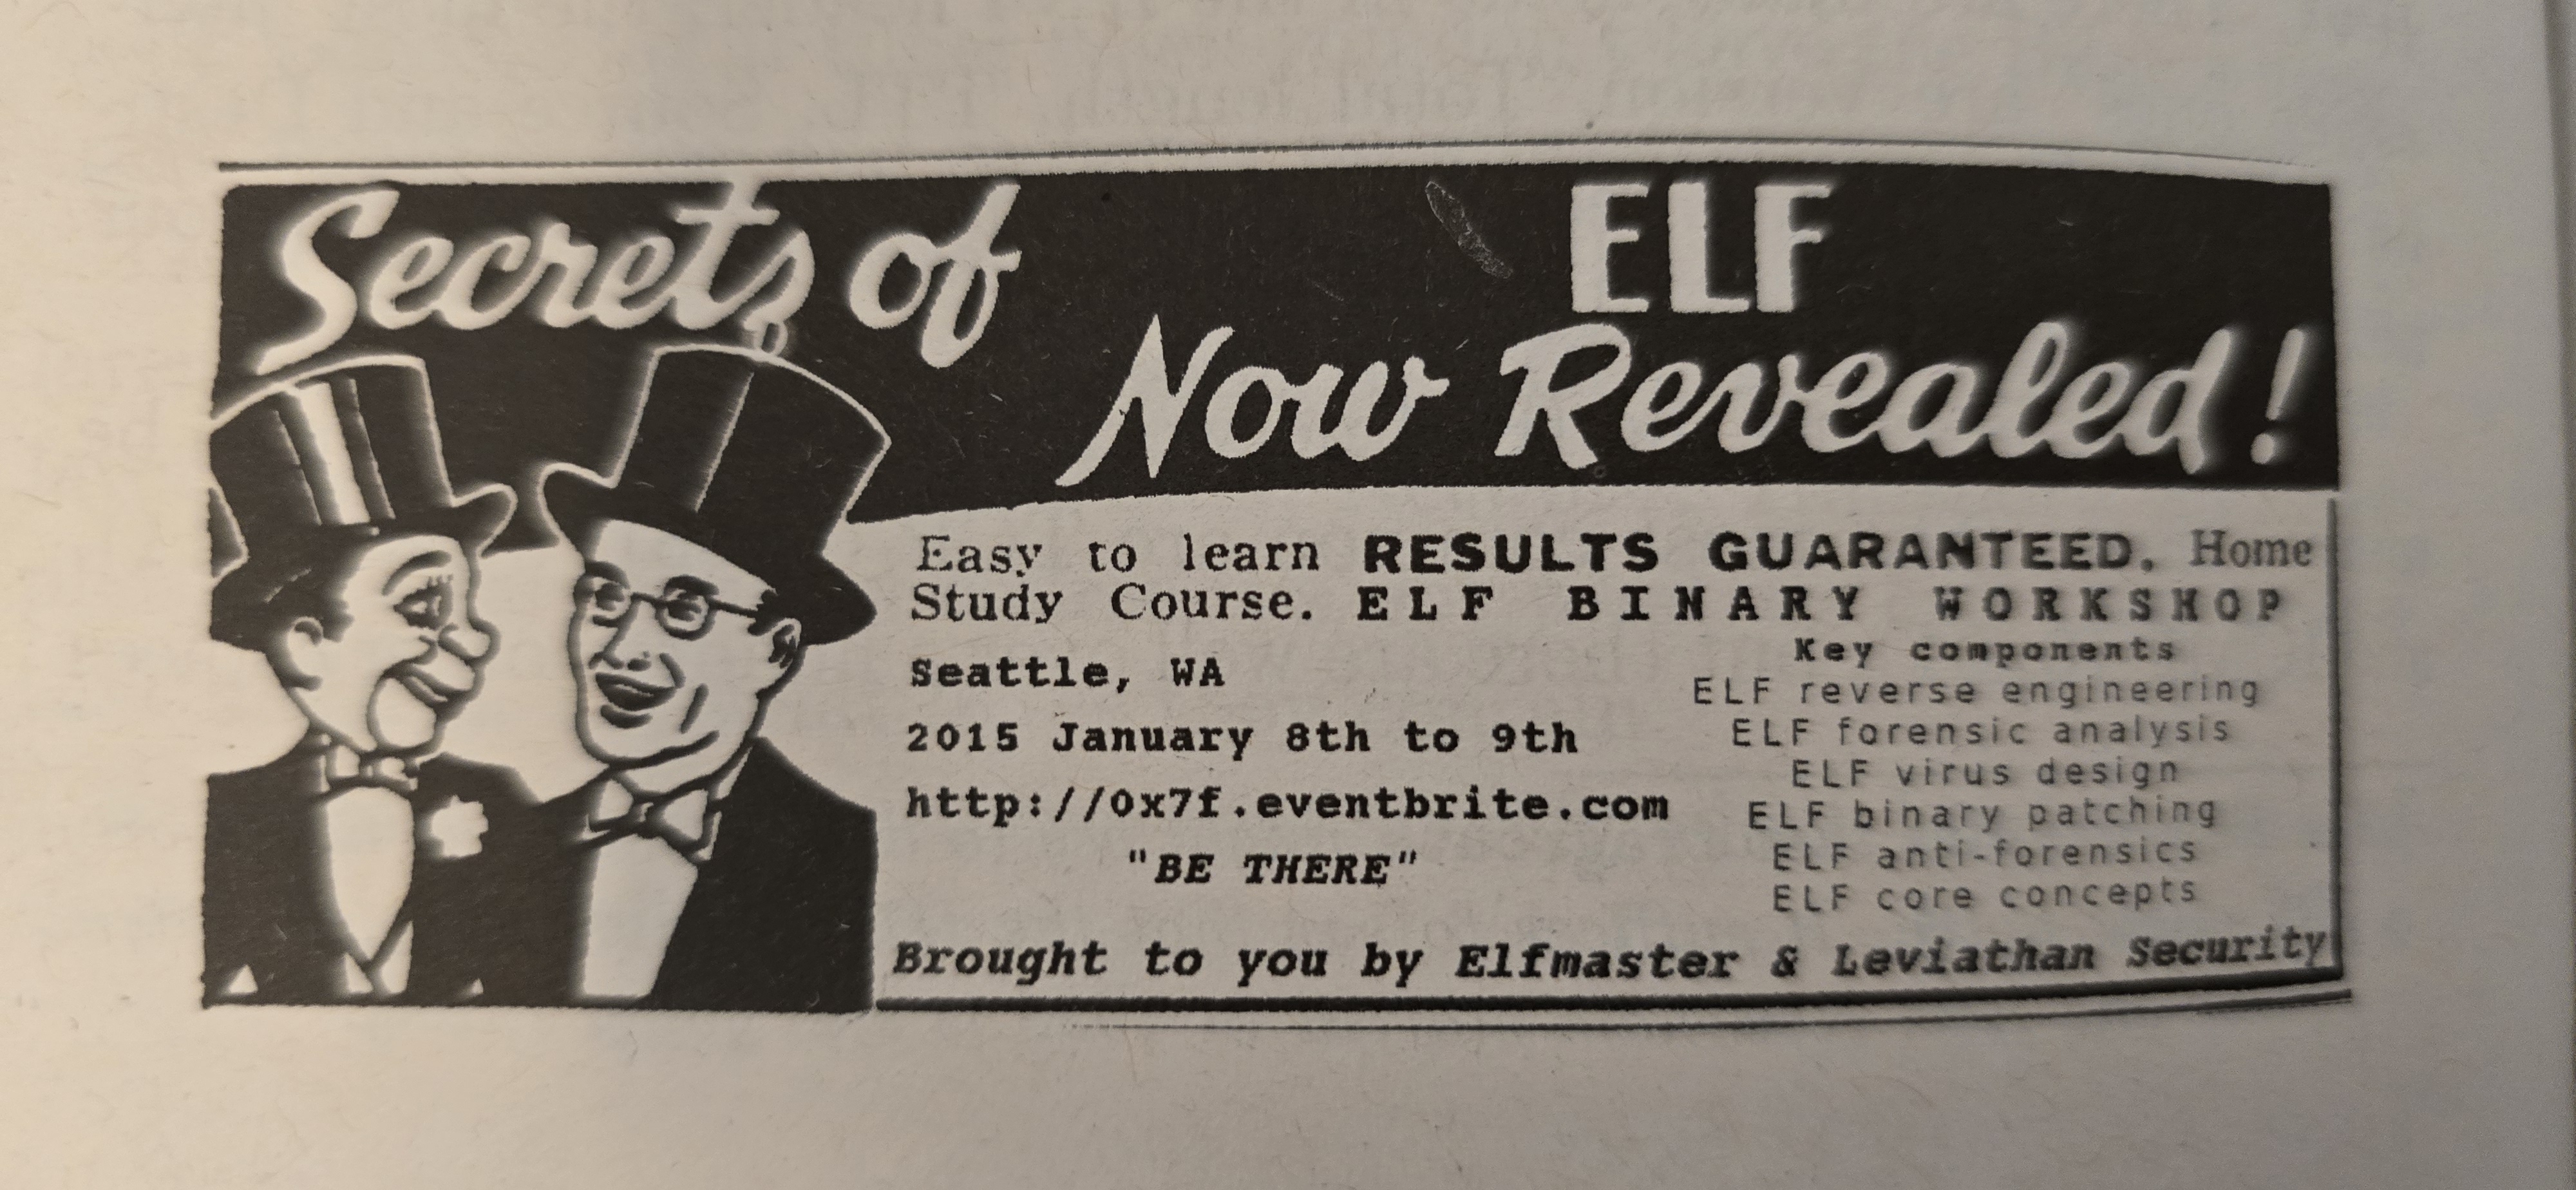 Secrets of ELF
Now Revealed!
Easy to learn RESULTS GUARANTEED. Home
Study Course. ELF BINARY WORKSHOP
Seattle, WA
2015 January 8th to 9th
http://0x7f.eventbrite.com
"BE THERE"
Key components
ELF reverse engineering
ELF forensic analysis
ELF virus design
ELF binary patching
ELF anti-forensics
ELF core concepts
Brought to you by Elfmaster & Leviathan Security